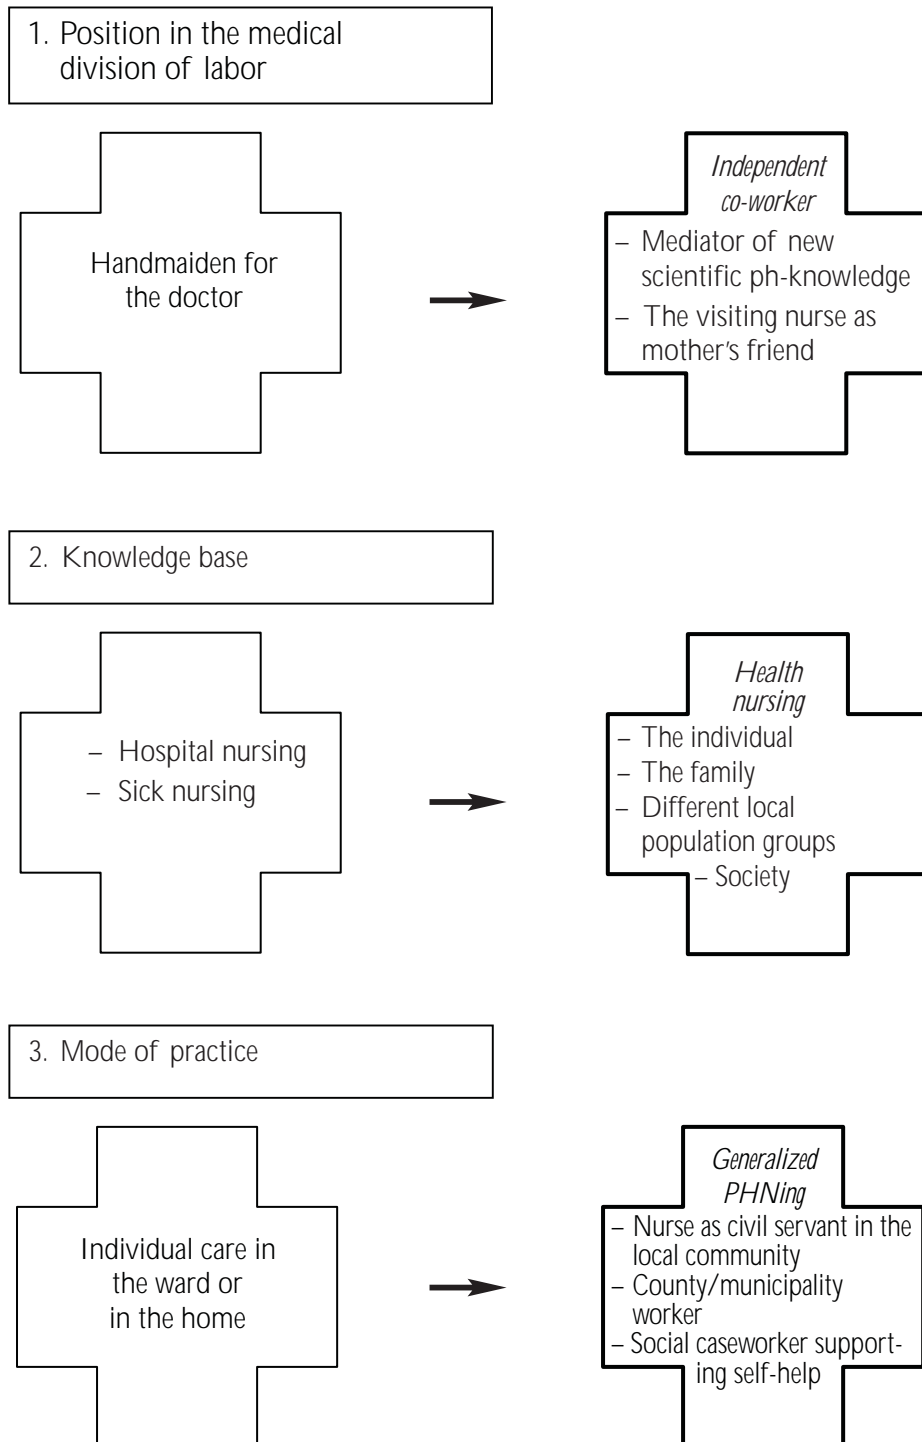 1. Position in the medical
division of labor
Handmaiden for
the doctor
Independent
co-worker
– Mediator of new
scientific ph-knowledge
– The visiting nurse as
mother's friend
2. Knowledge base
– Hospital nursing
– Sick nursing
Health
nursing
– The individual
– The family
– Different local
population groups
– Society
3. Mode of practice
Individual care in
the ward or
in the home
Generalized
PHNing
– Nurse as civil servant in the
local community
– County/municipality
worker
– Social caseworker support-
ing self-help